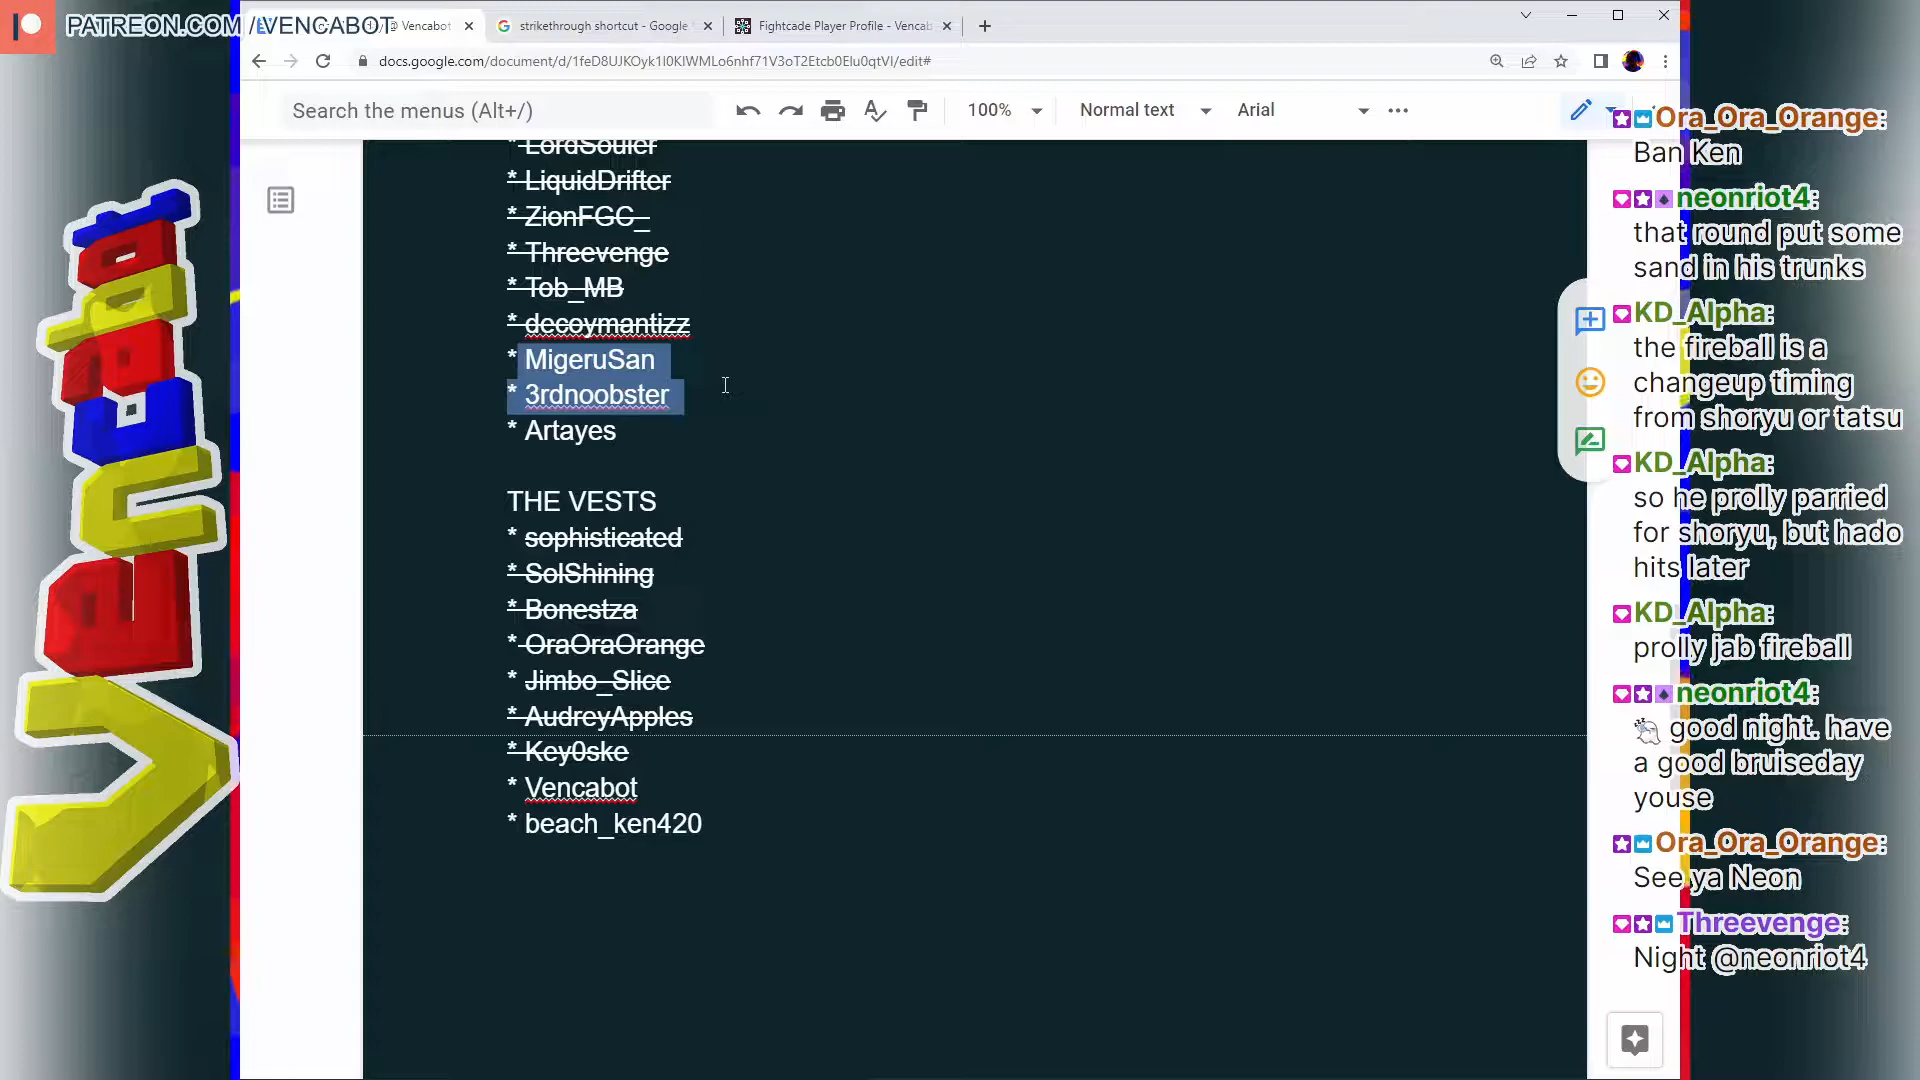 PATREON.COM/VENCABOT
Vencabot
@ Vencabot
strikethrough shortcut - Google
Fightcade Player Profile - Vencab
docs.google.com/document/d/1feD8UJKOyk1I0KIWMLo6nhf71V3oT2Etcb0Elu0qtVI/edit#
Search the menus (Alt+/)
100%
Normal text
Arial
* LordSouler
* LiquidDrifter
* ZionFGC_
* Threevenge
* Tob_MB
* decoymantizz
* MigeruSan
* 3rdnoobster
* Artayes
THE VESTS
* sophisticated
* SolShining
* Bonestza
* OraOraOrange
* Jimbo_Slice
* AudreyApples
* Key0ske
* Vencabot
* beach_ken420
Ora_Ora_Orange:
Ban Ken
neonriot4:
that round put some
sand in his trunks
KD_Alpha:
the fireball is a
changeup timing
from shoryu or tatsu
KD_Alpha:
so he prolly parried
for shoryu, but hado
hits later
KD_Alpha:
prolly jab fireball
neonriot4:
good night. have
a good bruiseday
youse
Ora_Ora_Orange:
See ya Neon
Threevenge:
Night @neonriot4